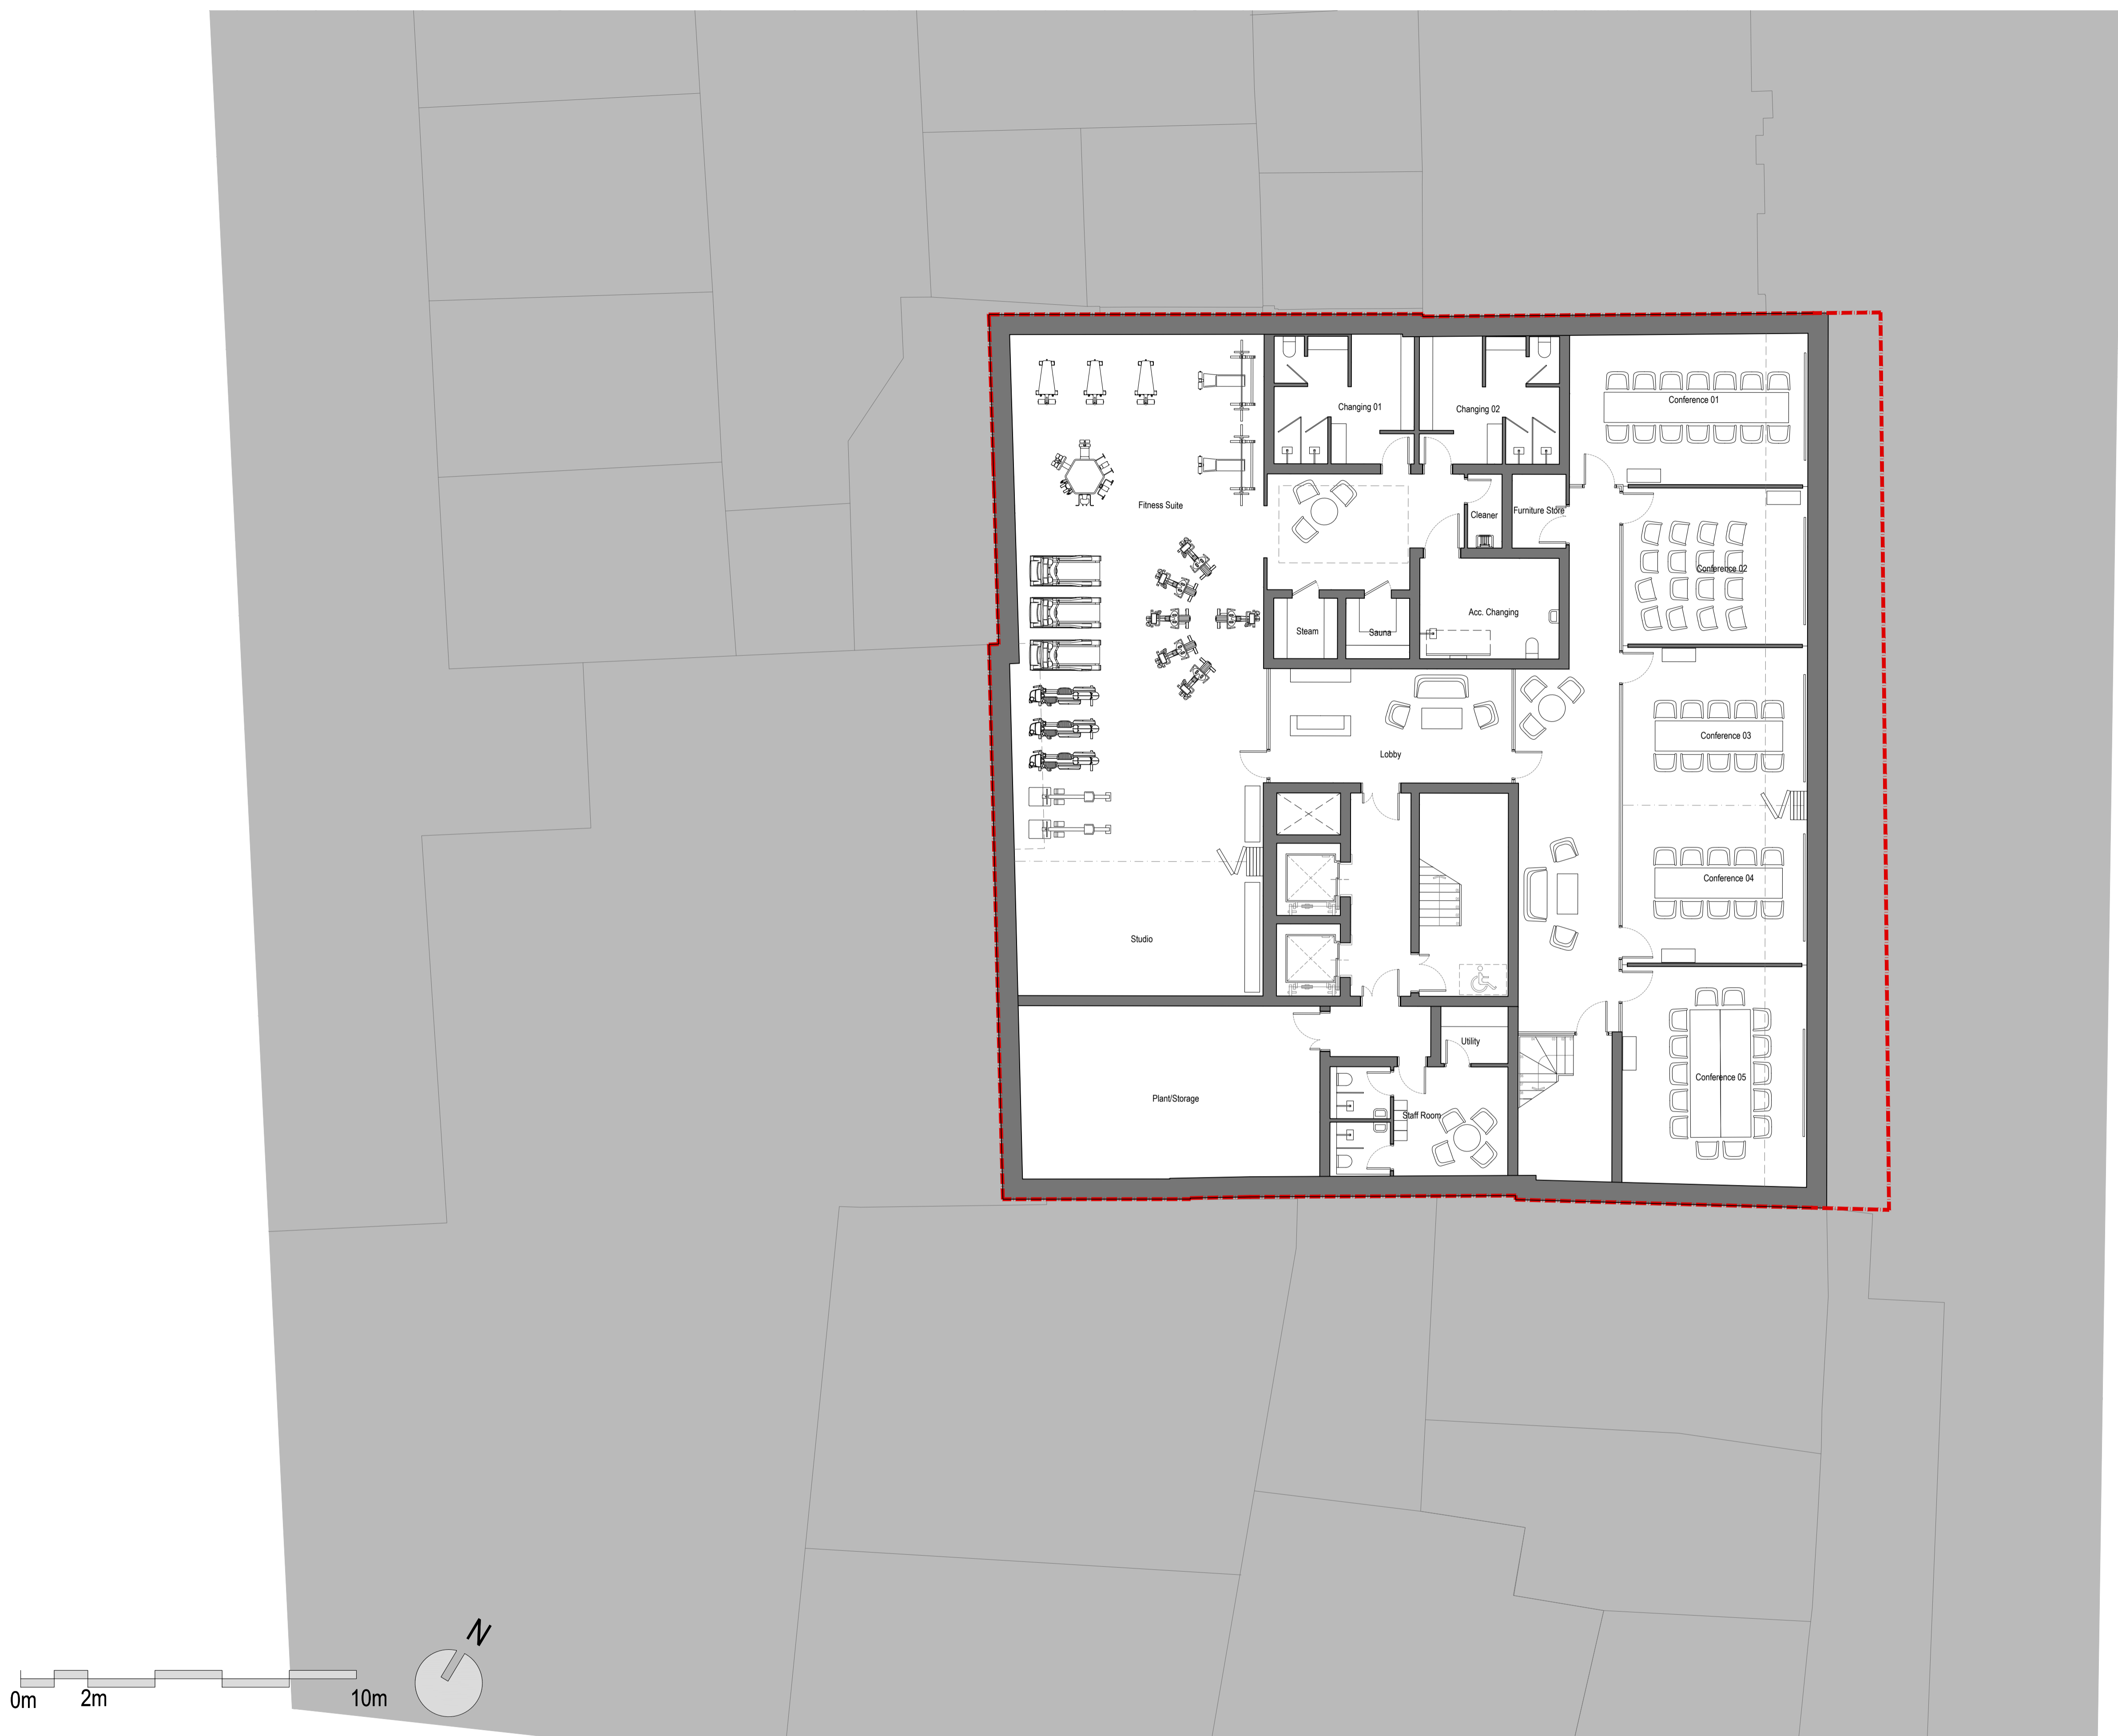 Changing 01
Changing 02
Conference 01
Fitness Suite
Cleaner
Furniture Store
Conference 02
Steam
Sauna
Acc. Changing
Conference 03
Lobby
Conference 04
Studio
Utility
Conference 05
Plant/Storage
Staff Room
N
0m
2m
10m